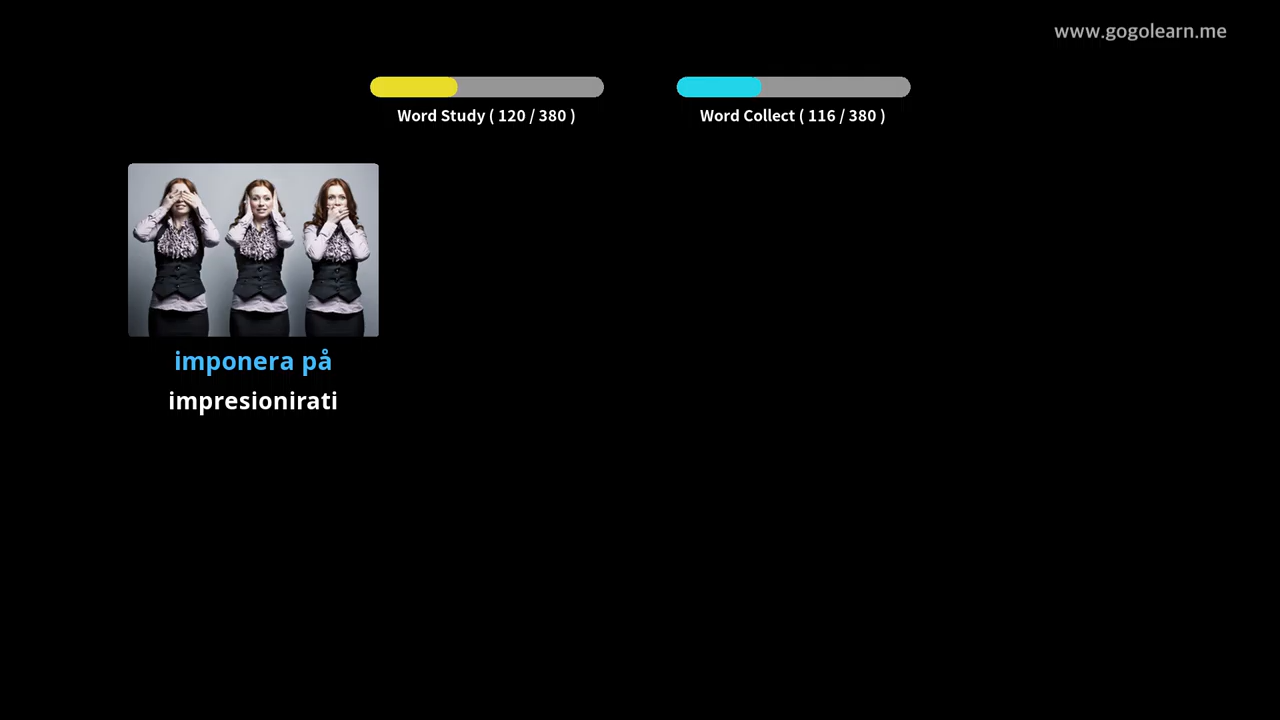 www.gogolearn.me
Word Study ( 120 / 380 )
Word Collect ( 116 / 380 )
imponera på
impresionirati